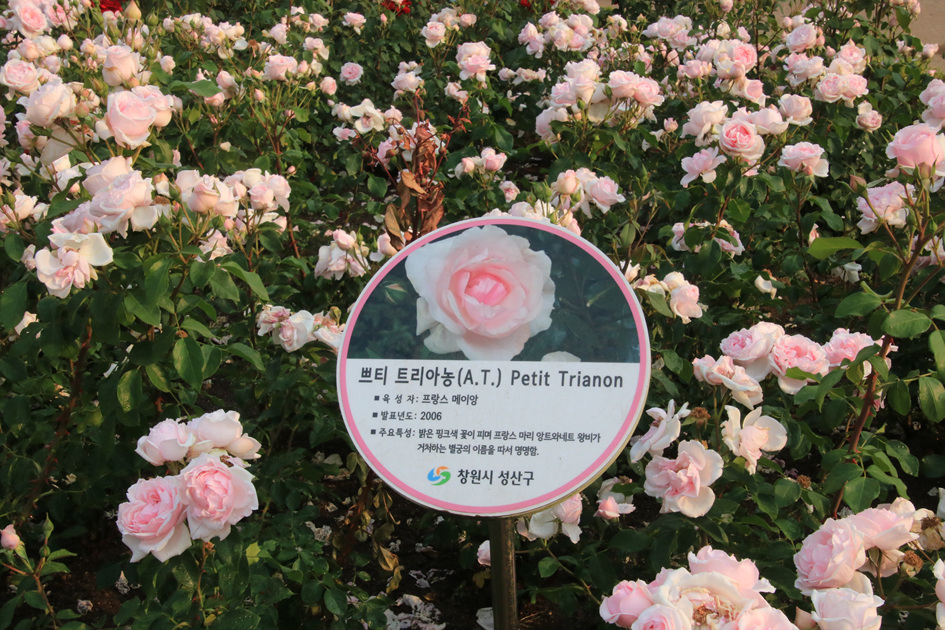 쁘티 트리아농(A.T.) Petit Trianon
■ 육 성 자: 프랑스 메이앙
■ 발표년도: 2006
■ 주요특성: 밝은 핑크색 꽃이 피며 프랑스 마리 앙트와네트 왕비가
거처하는 별궁의 이름을 따서 명명함.
창원시 성산구